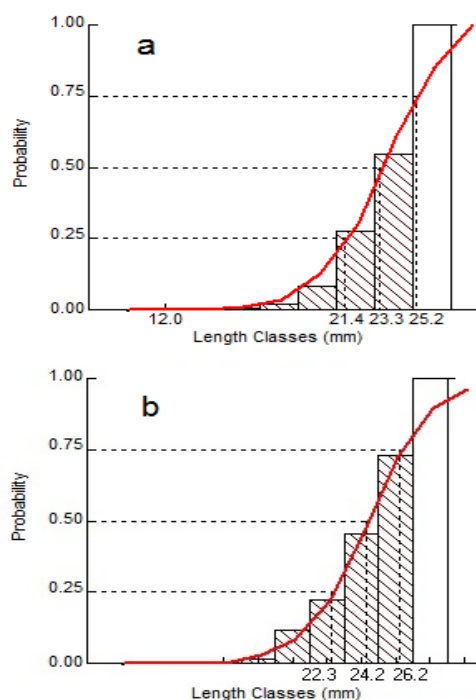 a
1.00
0.75
0.50
0.25
0.00
Probability
12.0 21.4 23.3 25.2
Length Classes (mm)
b
1.00
0.75
0.50
0.25
0.00
Probability
22.3 24.2 26.2
Length Classes (mm)